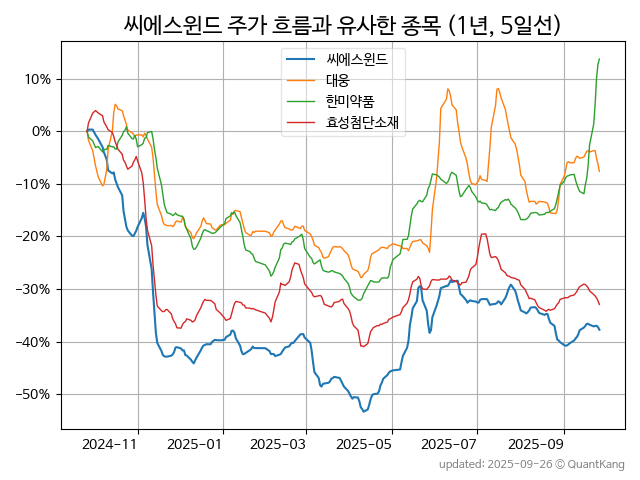 씨에스윈드 주가 흐름과 유사한 종목 (1년, 5일선)
씨에스윈드
대웅
한미약품
효성첨단소재
10%
0%
-10%
-20%
-30%
-40%
-50%
2024-11
2025-01
2025-03
2025-05
2025-07
2025-09
updated: 2025-09-26 © QuantKang